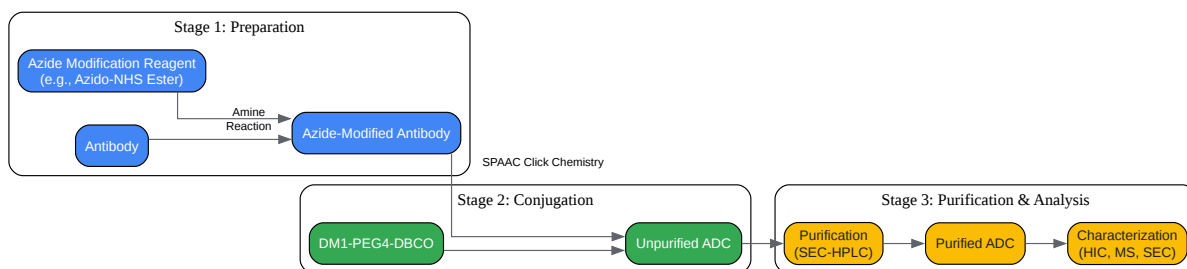 Stage 1: Preparation
Azide Modification Reagent
(e.g., Azido-NHS Ester)
Amine
Reaction
Antibody
Azide-Modified Antibody
SPAAC Click Chemistry
Stage 2: Conjugation
DM1-PEG4-DBCO
Unpurified ADC
Stage 3: Purification & Analysis
Purification
(SEC-HPLC)
Purified ADC
Characterization
(HIC, MS, SEC)